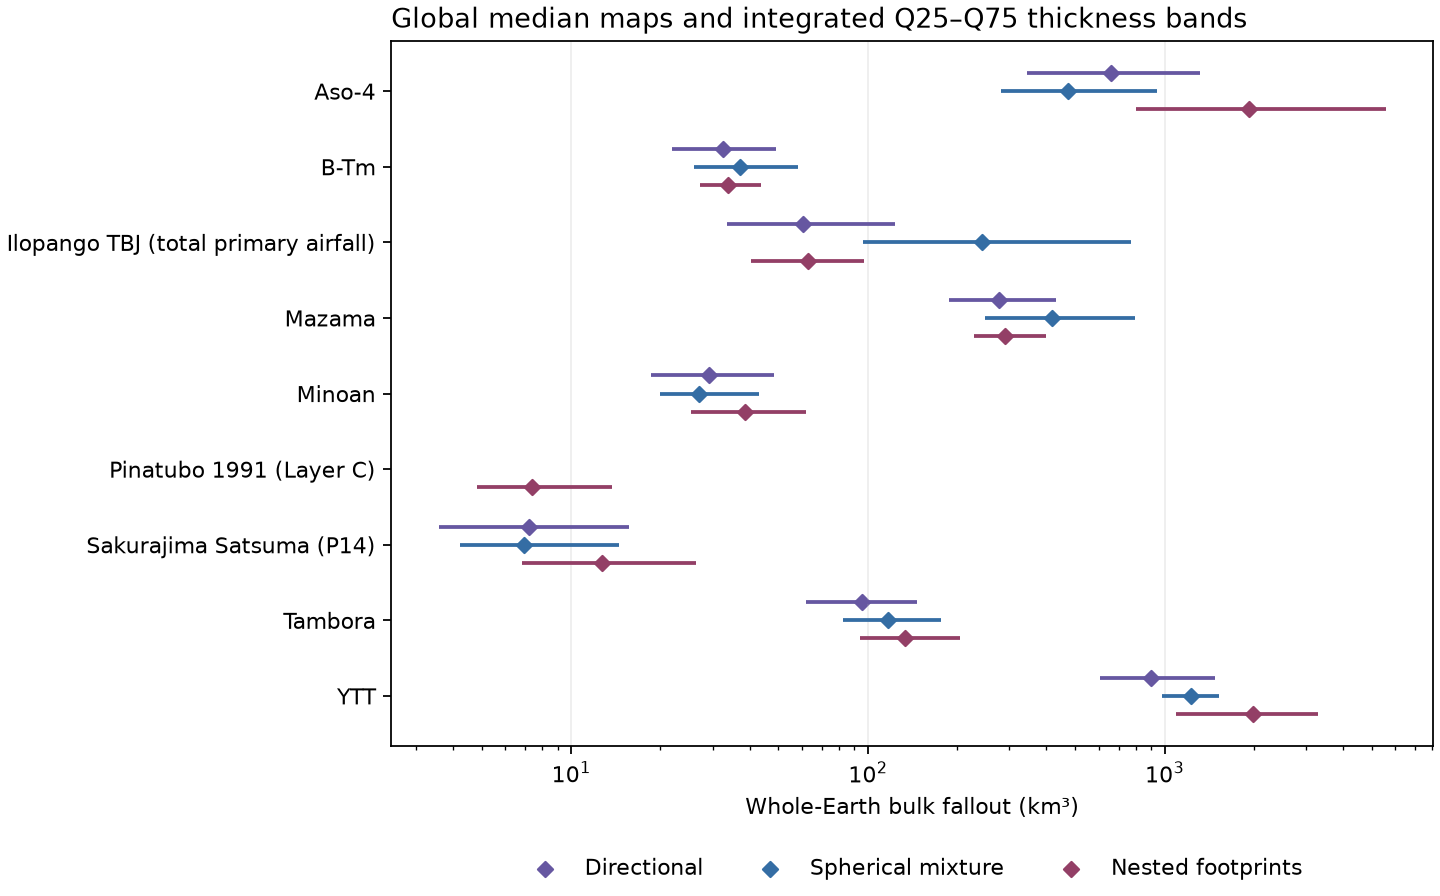 Global median maps and integrated Q25–Q75 thickness bands
Aso-4
B-Tm
Ilopango TBJ (total primary airfall)
Mazama
Minoan
Pinatubo 1991 (Layer C)
Sakurajima Satsuma (P14)
Tambora
YTT
10¹ 10² 10³
Whole-Earth bulk fallout (km³)
Directional Spherical mixture Nested footprints